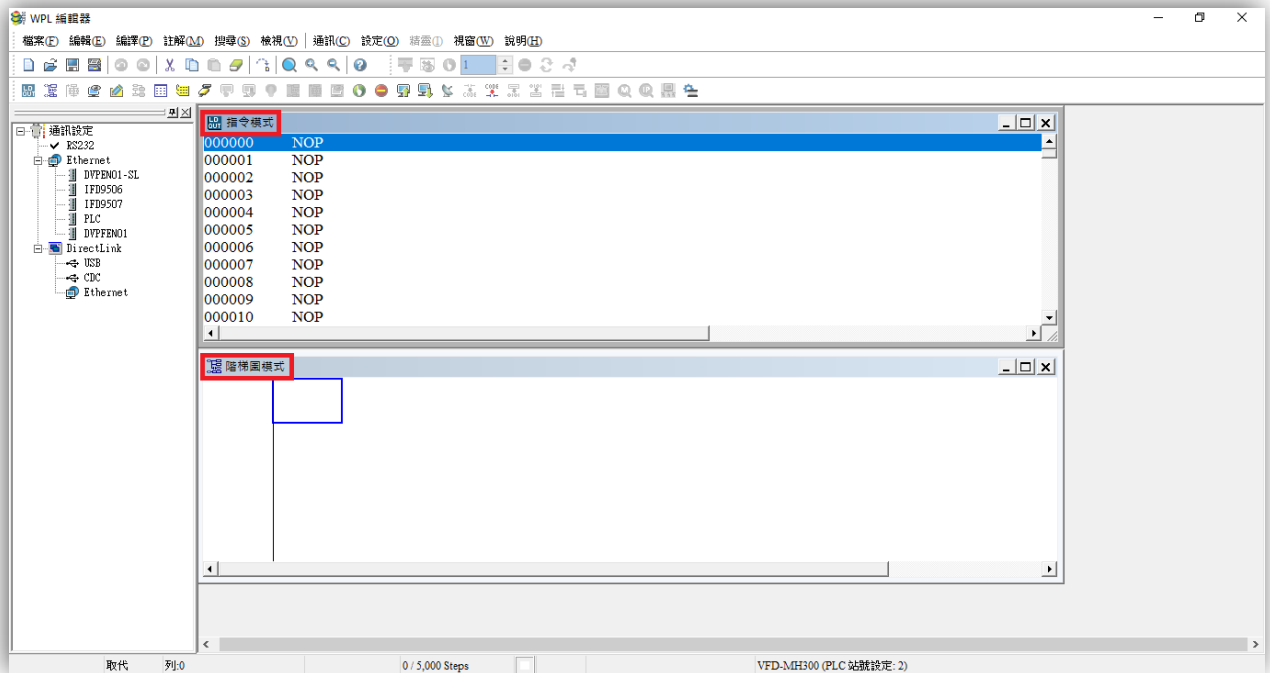 WPL 編輯器
檔案(F) 編輯(E) 編譯(P) 註解(M) 搜尋(S) 檢視(V) 通訊(C) 設定(O) 精靈(I) 視窗(W) 說明(H)
1
通訊設定
RS232
Ethernet
DVPEN01-SL
IFD9506
IFD9507
PLC
DVPFEN01
DirectLink
USB
CDC
Ethernet
指令模式
000000 NOP
000001 NOP
000002 NOP
000003 NOP
000004 NOP
000005 NOP
000006 NOP
000007 NOP
000008 NOP
000009 NOP
000010 NOP
階梯圖模式
取代 列:0 0 / 5,000 Steps VFD-MH300 (PLC 站號設定: 2)